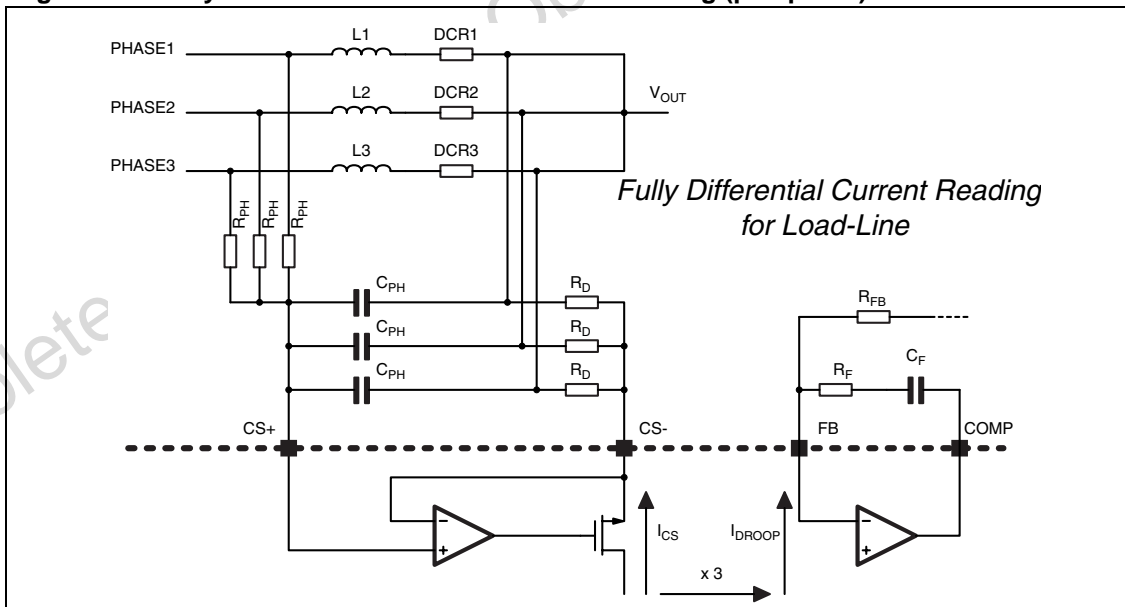 PHASE1
L1
DCR1
PHASE2
L2
DCR2
VOUT
PHASE3
L3
DCR3
Fully Differential Current Reading
for Load-Line
RPH
RPH
RPH
CPH
RD
CPH
RD
CPH
RD
RFB
RF
CF
CS+
CS-
FB
COMP
ICS
IDROOP
x 3